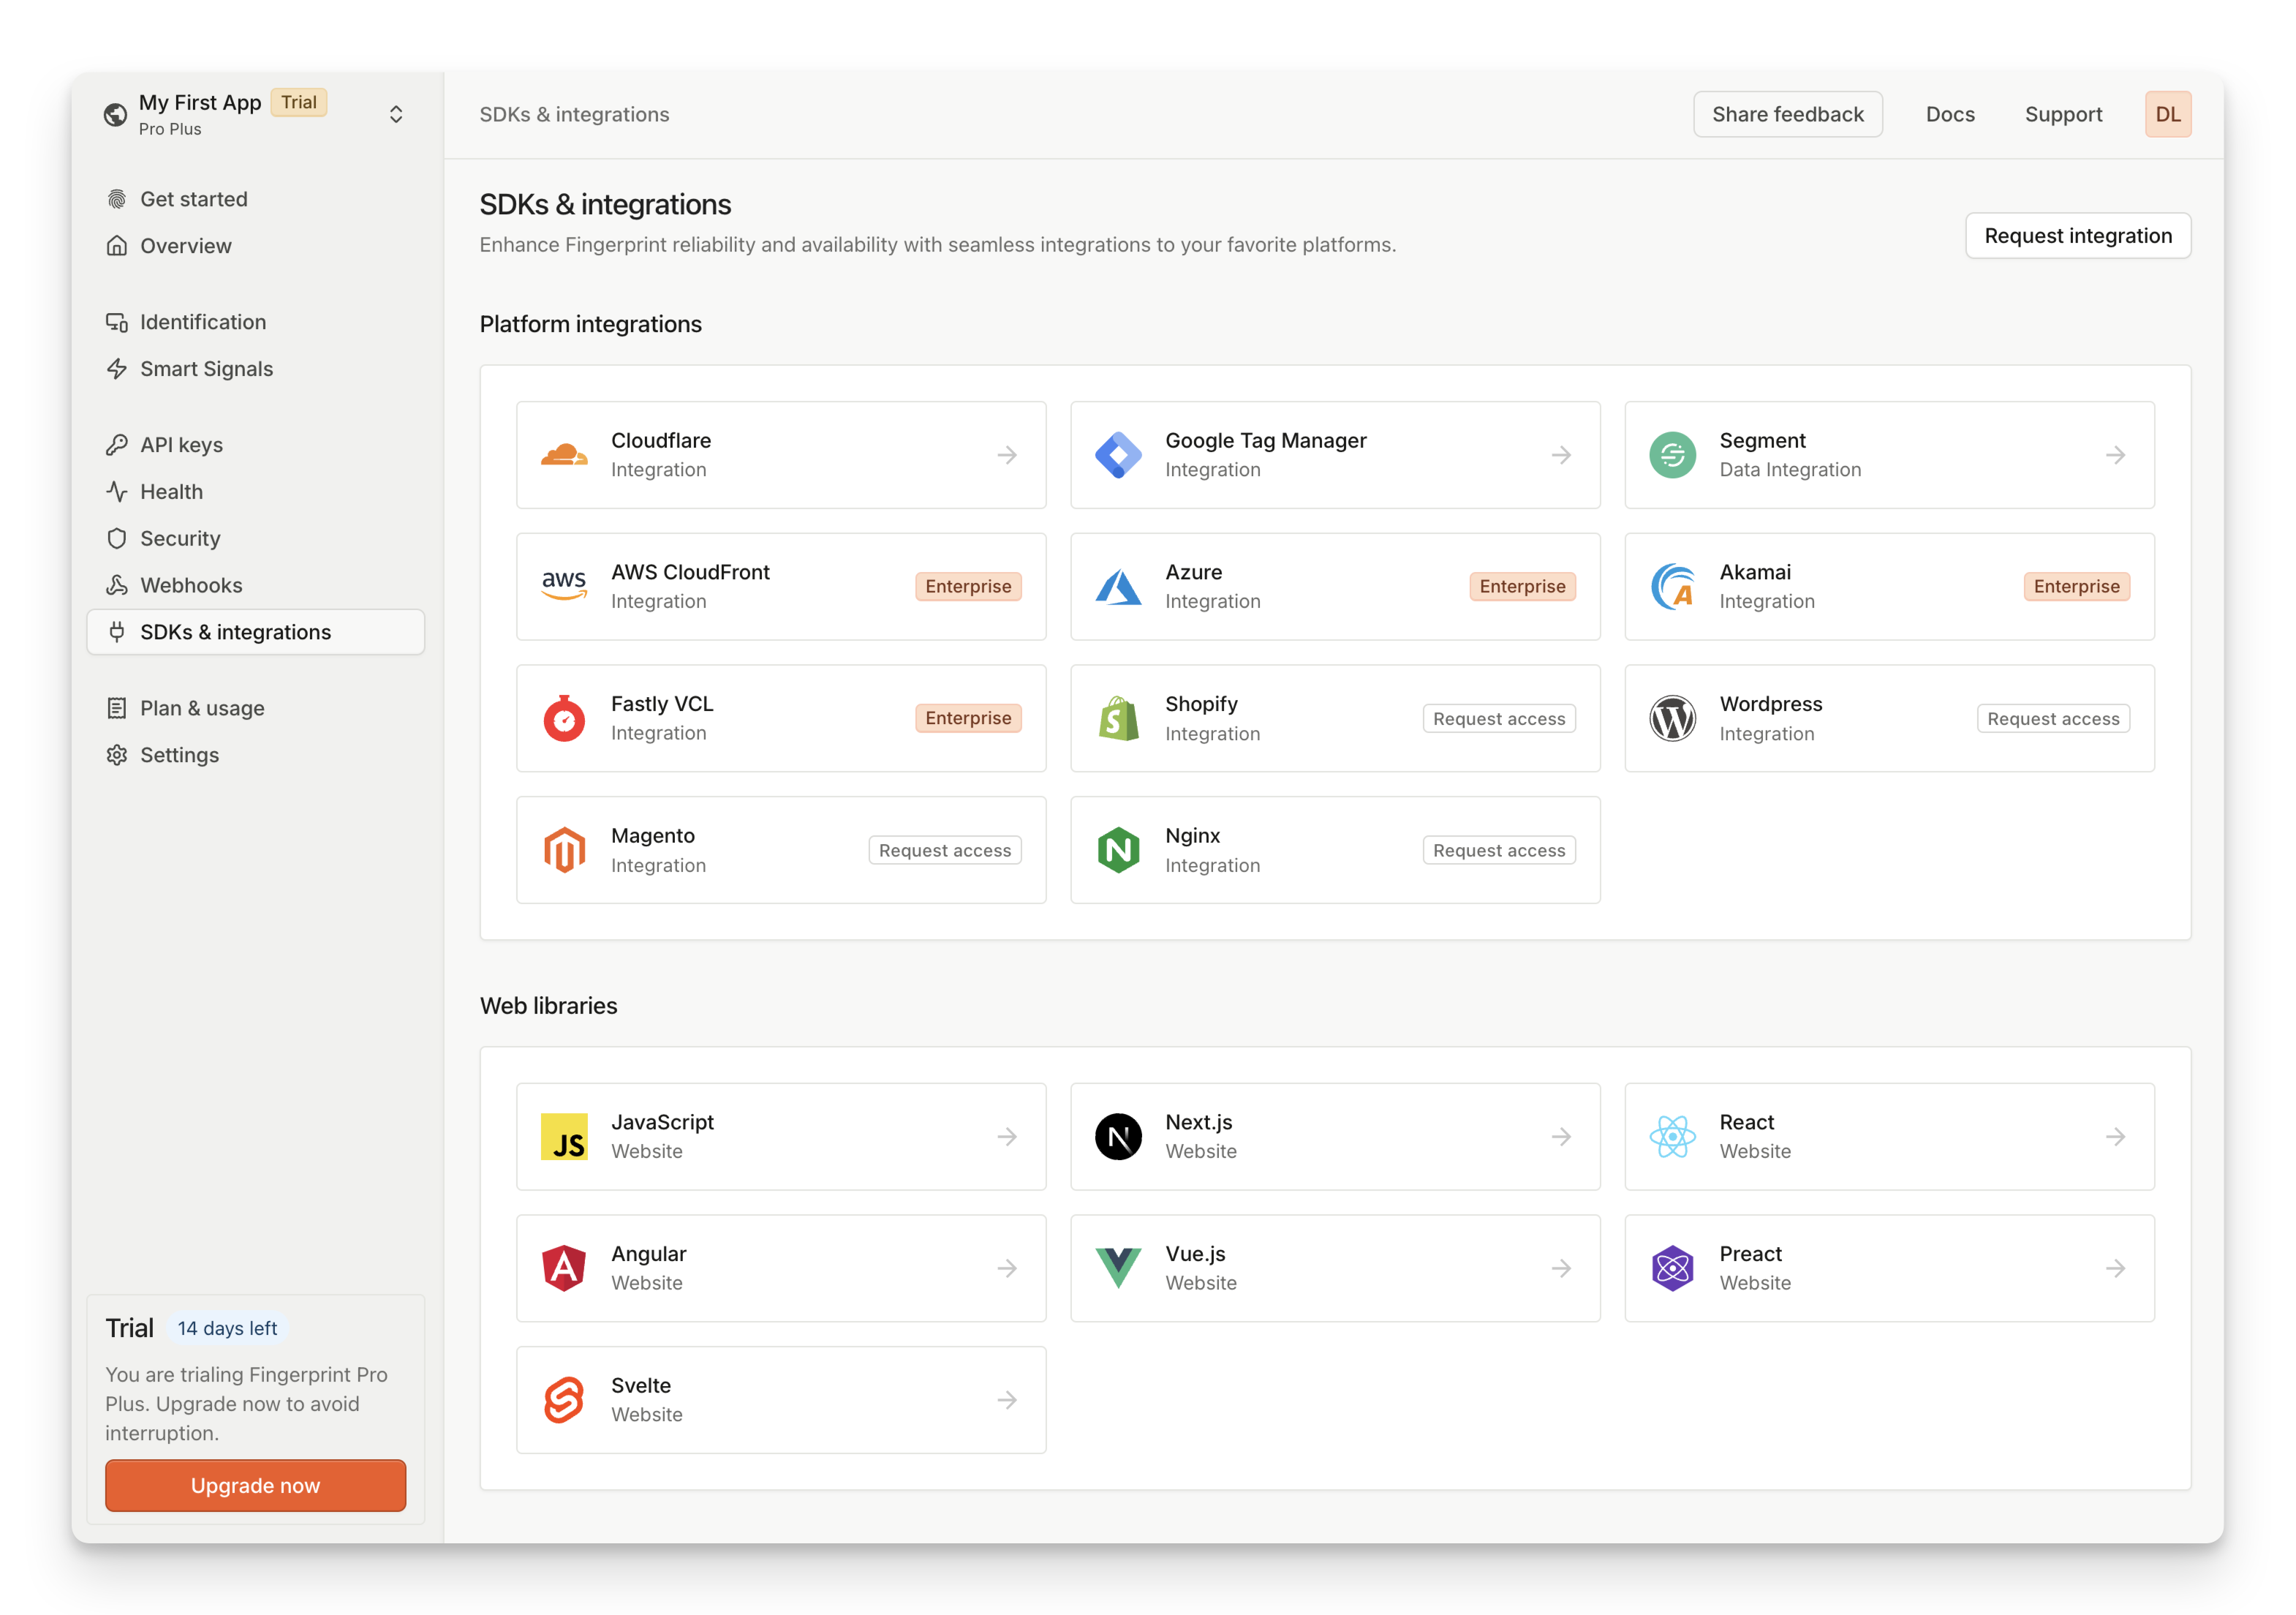 My First App Trial
Pro Plus
Get started
Overview
Identification
Smart Signals
API keys
Health
Security
Webhooks
SDKs & integrations
Plan & usage
Settings
Trial 14 days left
You are trialing Fingerprint Pro
Plus. Upgrade now to avoid
interruption.
Upgrade now
SDKs & integrations
Share feedback
Docs
Support
DL
SDKs & integrations
Enhance Fingerprint reliability and availability with seamless integrations to your favorite platforms.
Request integration
Platform integrations
Cloudflare
Integration
Google Tag Manager
Integration
Segment
Data Integration
aws
AWS CloudFront
Integration
Enterprise
Azure
Integration
Enterprise
A
Akamai
Integration
Enterprise
Fastly VCL
Integration
Enterprise
S
Shopify
Integration
Request access
W
Wordpress
Integration
Request access
Magento
Integration
Request access
N
Nginx
Integration
Request access
Web libraries
JS
JavaScript
Website
N
Next.js
Website
React
Website
A
Angular
Website
Vue.js
Website
Preact
Website
Svelte
Website